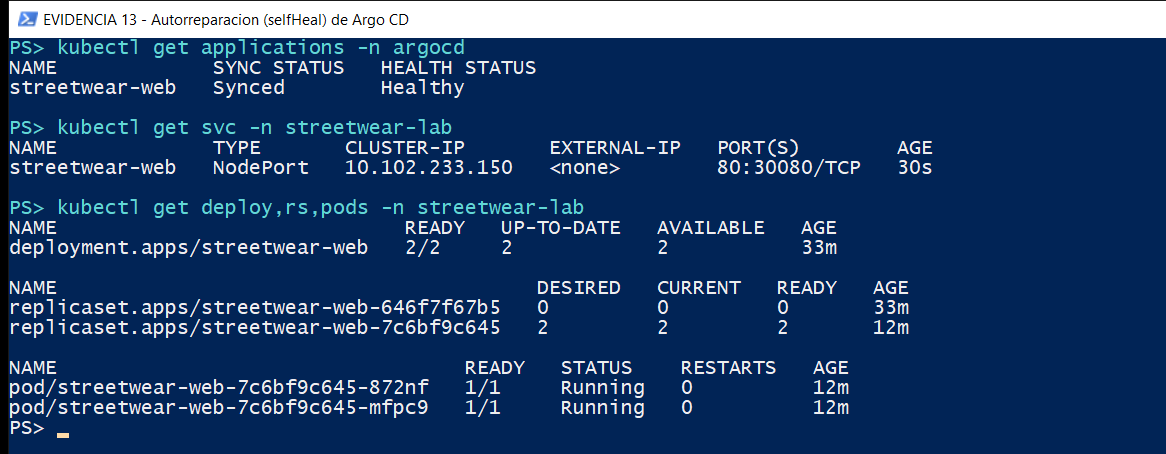 EVIDENCIA 13 - Autorreparacion (selfHeal) de Argo CD
PS> kubectl get applications -n argocd
NAME SYNC STATUS HEALTH STATUS
streetwear-web Synced Healthy
PS> kubectl get svc -n streetwear-lab
NAME TYPE CLUSTER-IP EXTERNAL-IP PORT(S) AGE
streetwear-web NodePort 10.102.233.150 <none> 80:30080/TCP 30s
PS> kubectl get deploy,rs,pods -n streetwear-lab
NAME READY UP-TO-DATE AVAILABLE AGE
deployment.apps/streetwear-web 2/2 2 2 33m
NAME DESIRED CURRENT READY AGE
replicaset.apps/streetwear-web-646f7f67b5 0 0 0 33m
replicaset.apps/streetwear-web-7c6bf9c645 2 2 2 12m
NAME READY STATUS RESTARTS AGE
pod/streetwear-web-7c6bf9c645-872nf 1/1 Running 0 12m
pod/streetwear-web-7c6bf9c645-mfpc9 1/1 Running 0 12m
PS>